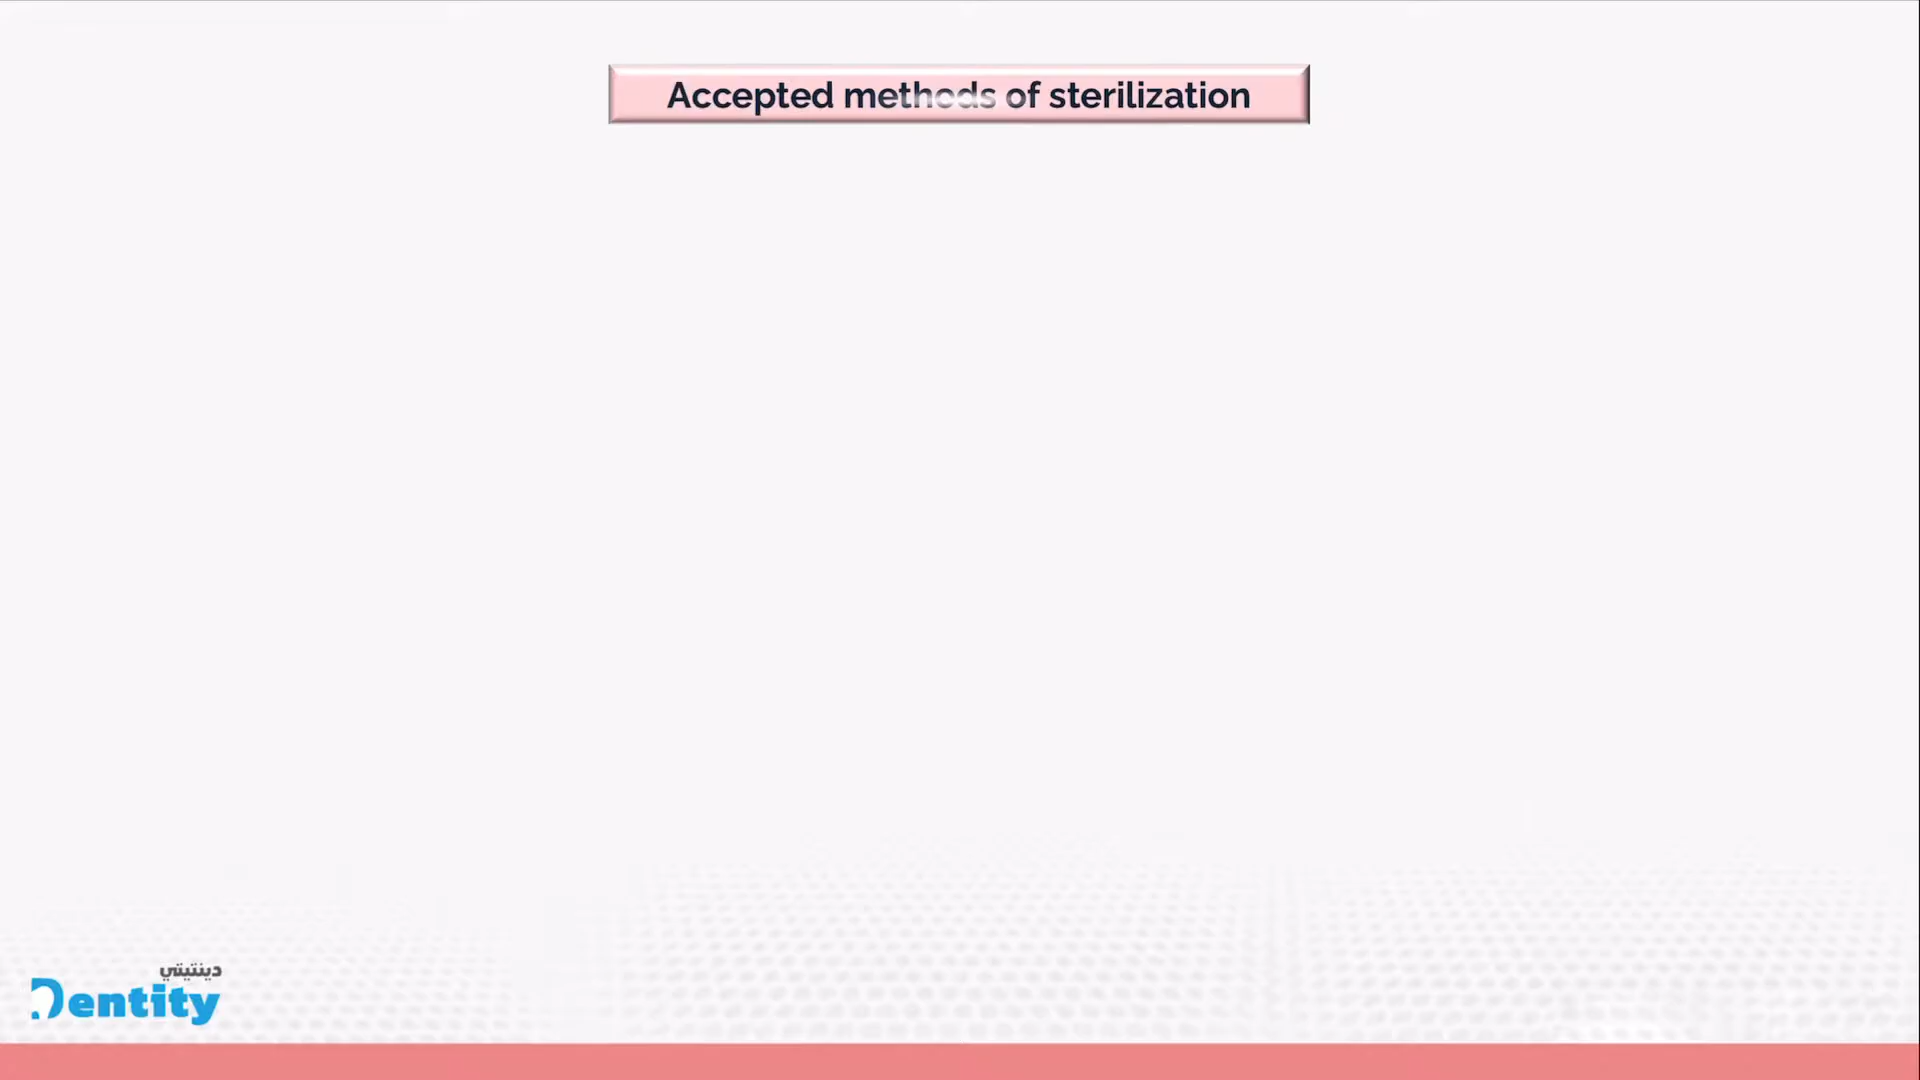 Accepted methods of sterilization
دينتيتي
Dentity